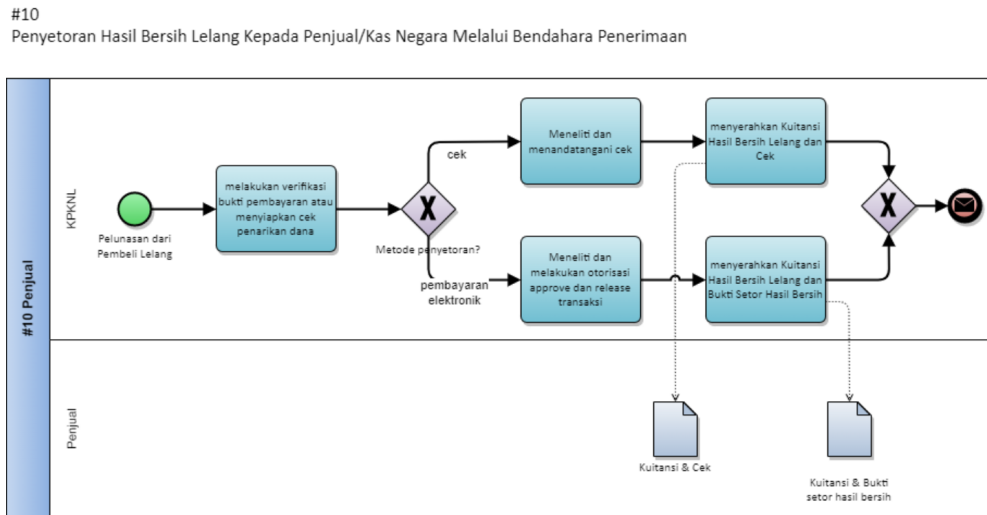 #10
Penyetoran Hasil Bersih Lelang Kepada Penjual/Kas Negara Melalui Bendahara Penerimaan
#10 Penjual
KPKNL
Pelunasan dari
Pembeli Lelang
melakukan verifikasi
bukti pembayaran atau
menyiapkan cek
penarikan dana
Metode penyetoran?
cek
Meneliti dan
menandatangani cek
menyerahkan Kuitansi
Hasil Bersih Lelang dan
Cek
pembayaran
elektronik
Meneliti dan
melakukan otorisasi
approve dan release
transaksi
menyerahkan Kuitansi
Hasil Bersih Lelang dan
Bukti Setor Hasil Bersih
Penjual
Kuitansi & Cek
Kuitansi & Bukti
setor hasil bersih